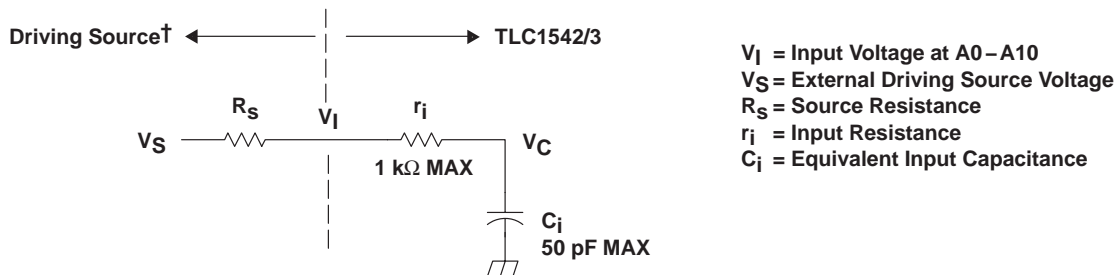 Driving Source†
TLC1542/3
Rs
VI
ri
VS
VC
1 kΩ MAX
Ci
50 pF MAX
VI = Input Voltage at A0–A10
VS = External Driving Source Voltage
Rs = Source Resistance
ri = Input Resistance
Ci = Equivalent Input Capacitance